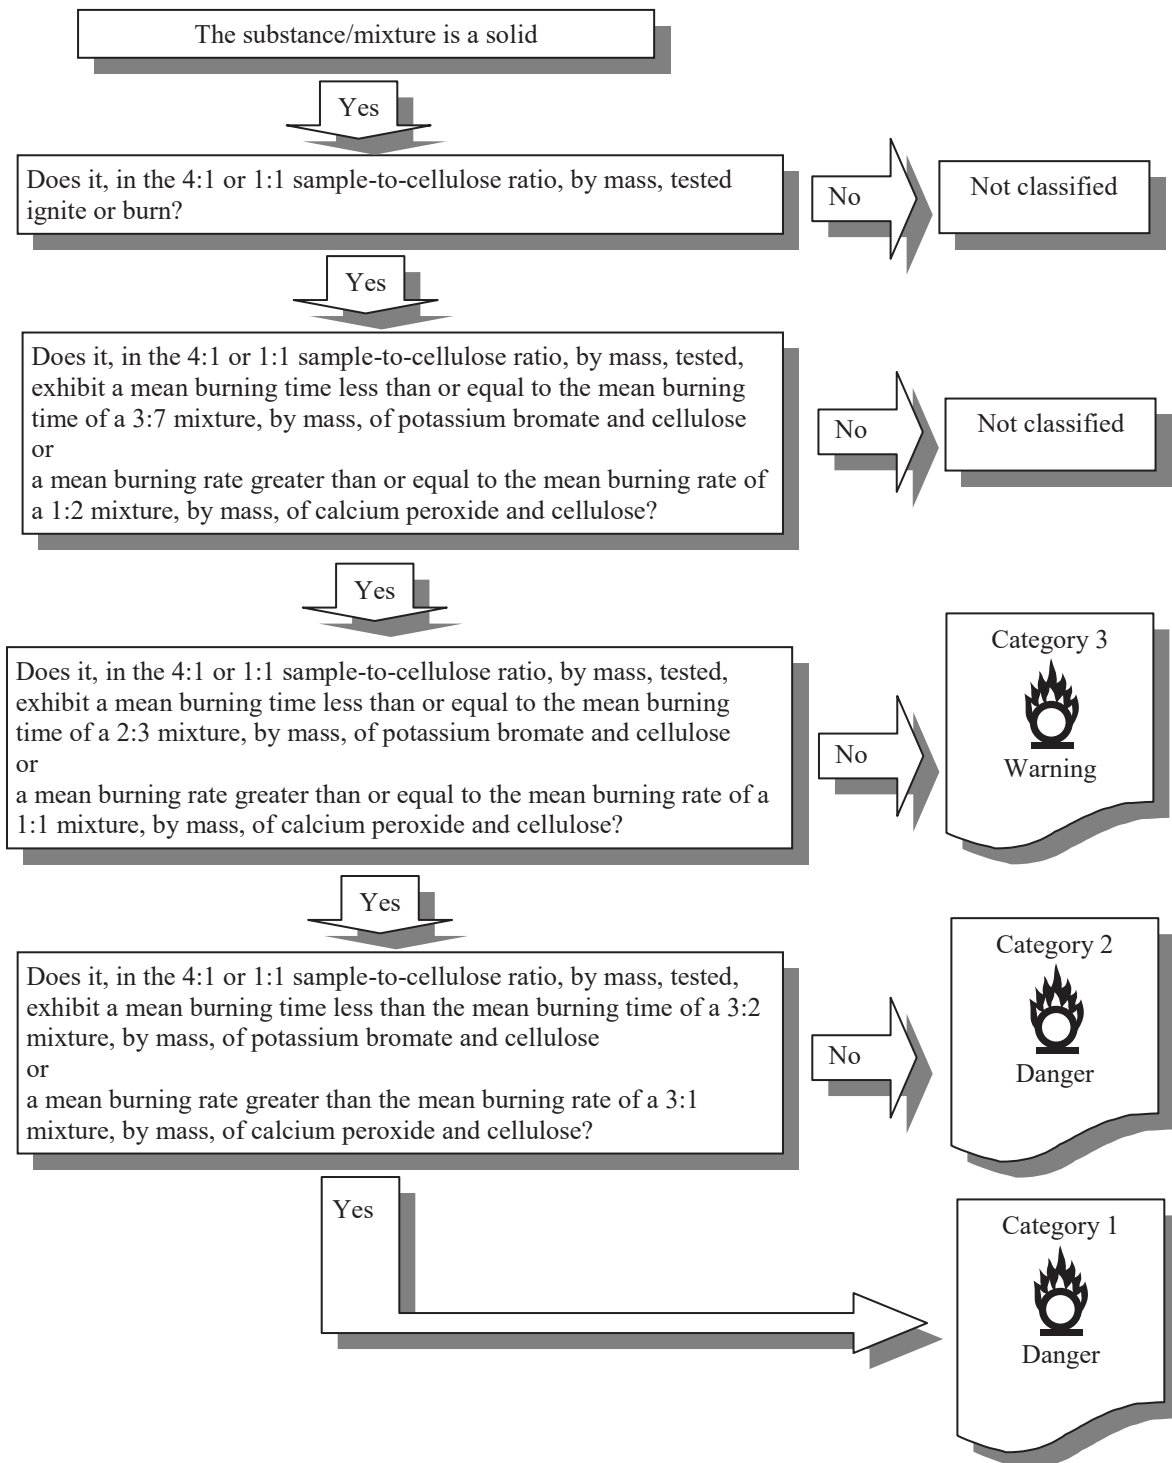 The substance/mixture is a solid
Yes
Does it, in the 4:1 or 1:1 sample-to-cellulose ratio, by mass, tested
ignite or burn?
No
Not classified
Yes
Does it, in the 4:1 or 1:1 sample-to-cellulose ratio, by mass, tested,
exhibit a mean burning time less than or equal to the mean burning
time of a 3:7 mixture, by mass, of potassium bromate and cellulose
or
a mean burning rate greater than or equal to the mean burning rate of
a 1:2 mixture, by mass, of calcium peroxide and cellulose?
No
Not classified
Yes
Does it, in the 4:1 or 1:1 sample-to-cellulose ratio, by mass, tested,
exhibit a mean burning time less than or equal to the mean burning
time of a 2:3 mixture, by mass, of potassium bromate and cellulose
or
a mean burning rate greater than or equal to the mean burning rate of a
1:1 mixture, by mass, of calcium peroxide and cellulose?
No
Category 3
Warning
Yes
Does it, in the 4:1 or 1:1 sample-to-cellulose ratio, by mass, tested,
exhibit a mean burning time less than the mean burning time of a 3:2
mixture, by mass, of potassium bromate and cellulose
or
a mean burning rate greater than the mean burning rate of a 3:1
mixture, by mass, of calcium peroxide and cellulose?
No
Category 2
Danger
Yes
Category 1
Danger